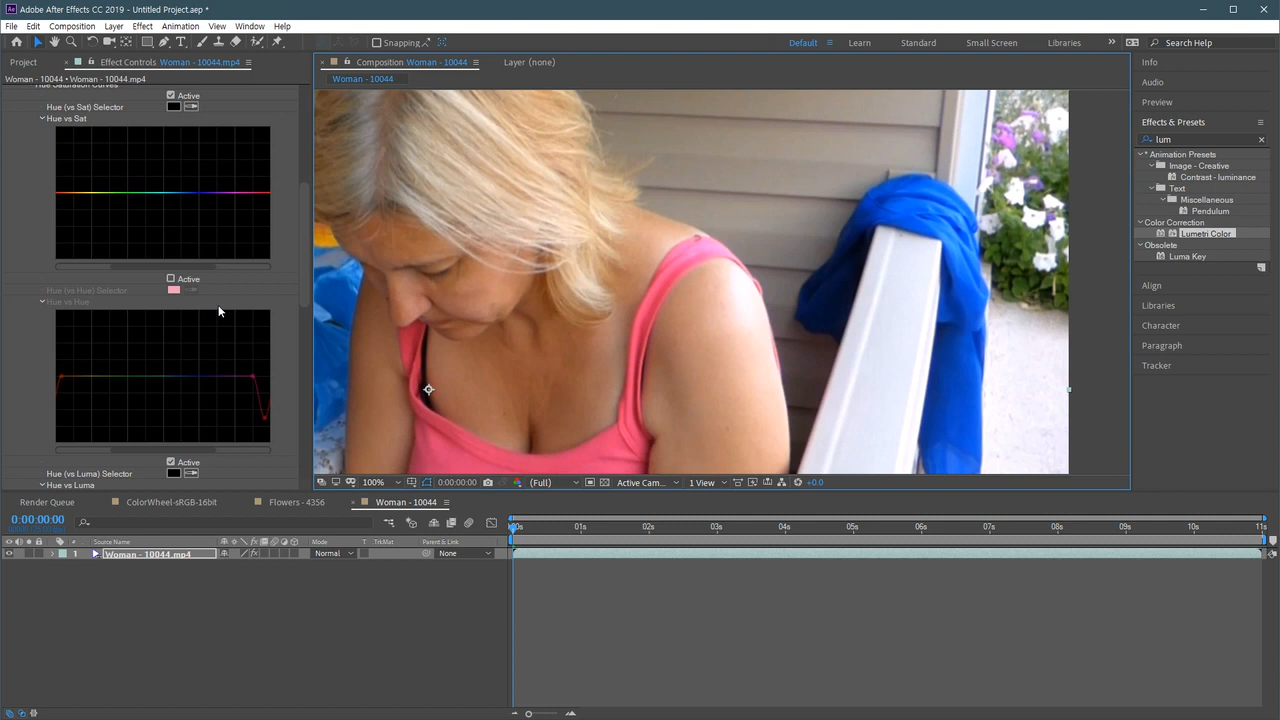 Adobe After Effects CC 2019 - Untitled Project.aep *
File Edit Composition Layer Effect Animation View Window Help
Snapping
Default Learn Standard Small Screen Libraries Search Help
Project Effect Controls Woman - 10044.mp4
Composition Woman - 10044 Layer (none)
Woman - 10044 • Woman - 10044.mp4
Woman - 10044
Hue Saturation Curves
Active
Hue (vs Sat) Selector
Hue vs Sat
Active
Hue (vs Hue) Selector
Hue vs Hue
Active
Hue (vs Luma) Selector
Hue vs Luma
100% 0:00:00:00 (Full) Active Cam... 1 View +0.0
Info
Audio
Preview
Effects & Presets
lum
* Animation Presets
Image - Creative
Contrast - luminance
Text
Miscellaneous
Pendulum
Color Correction
Lumetri Color
Obsolete
Luma Key
Align
Libraries
Character
Paragraph
Tracker
Render Queue ColorWheel-sRGB-16bit Flowers - 4356 Woman - 10044
0:00:00:00
# Source Name Mode T TrkMat Parent & Link
1 Woman - 10044.mp4 Normal None
01s 02s 03s 04s 05s 06s 07s 08s 09s 10s 11s